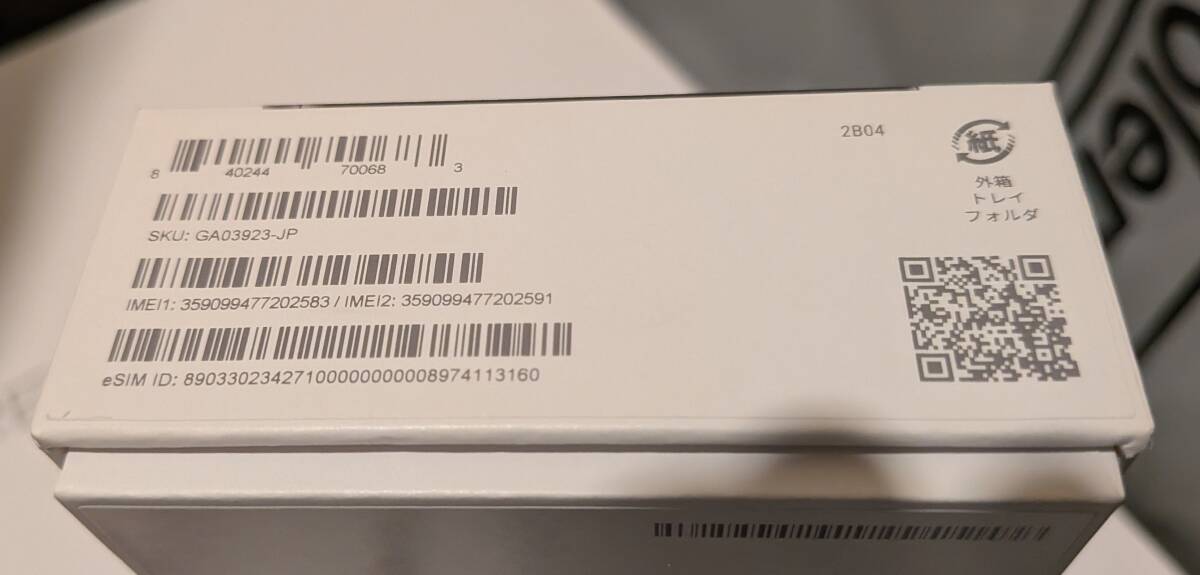 8 40244 70068 3
SKU: GA03923-JP
IMEI1: 359099477202583 / IMEI2: 359099477202591
eSIM ID: 89033023427100000000008974113160
2B04
紙
外箱
トレイ
フォルダ